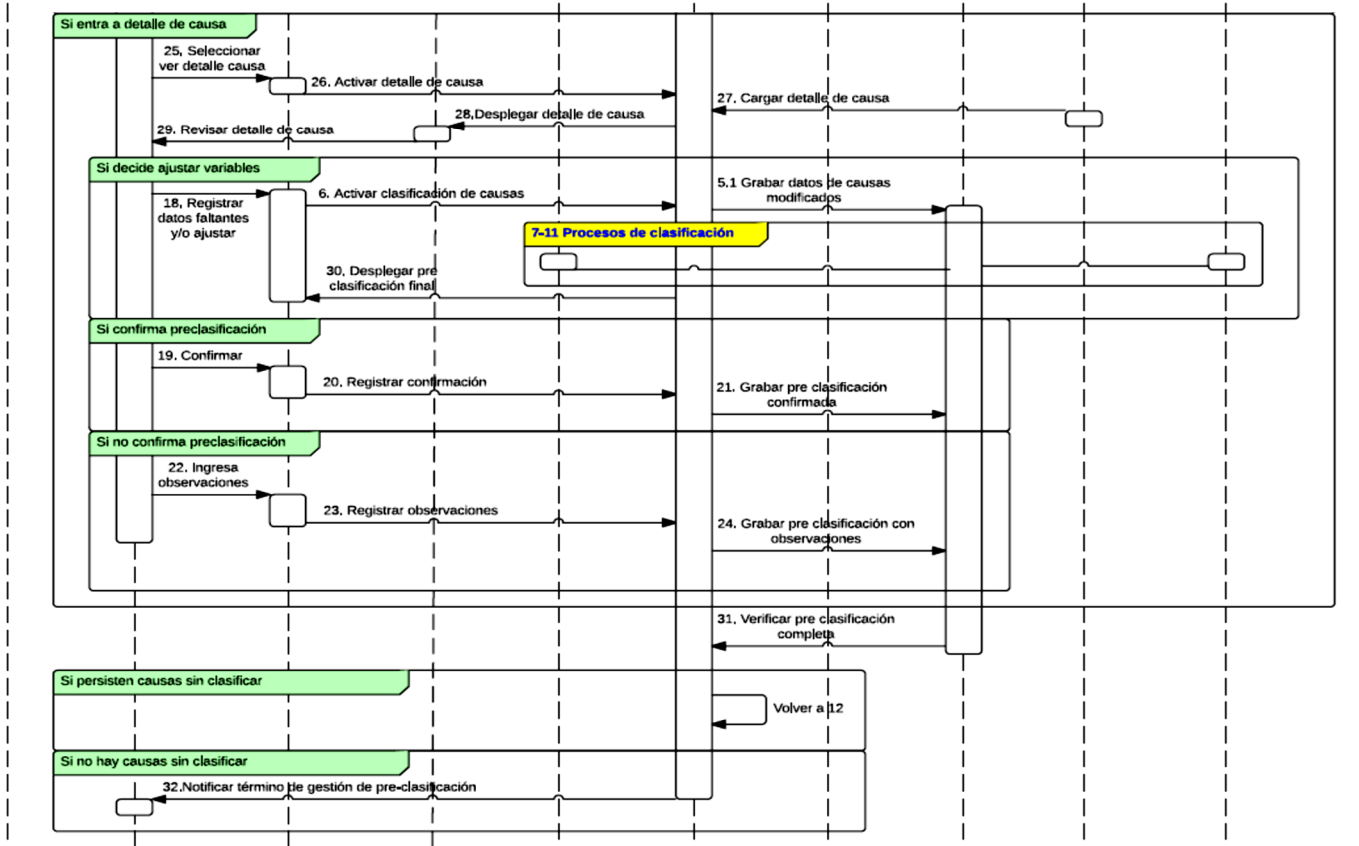 Si entra a detalle de causa
25. Seleccionar
ver detalle causa
26. Activar detalle de causa
27. Cargar detalle de causa
28.Desplegar detalle de causa
29. Revisar detalle de causa
Si decide ajustar variables
18. Registrar
datos faltantes
y/o ajustar
6. Activar clasificación de causas
5.1 Grabar datos de causas
modificados
7-11 Procesos de clasificación
30. Desplegar pre
clasificación final
Si confirma preclasificación
19. Confirmar
20. Registrar confirmación
21. Grabar pre clasificación
confirmada
Si no confirma preclasificación
22. Ingresa
observaciones
23. Registrar observaciones
24. Grabar pre clasificación con
observaciones
31. Verificar pre clasificación
completa
Si persisten causas sin clasificar
Volver a 12
Si no hay causas sin clasificar
32.Notificar término de gestión de pre-clasificación